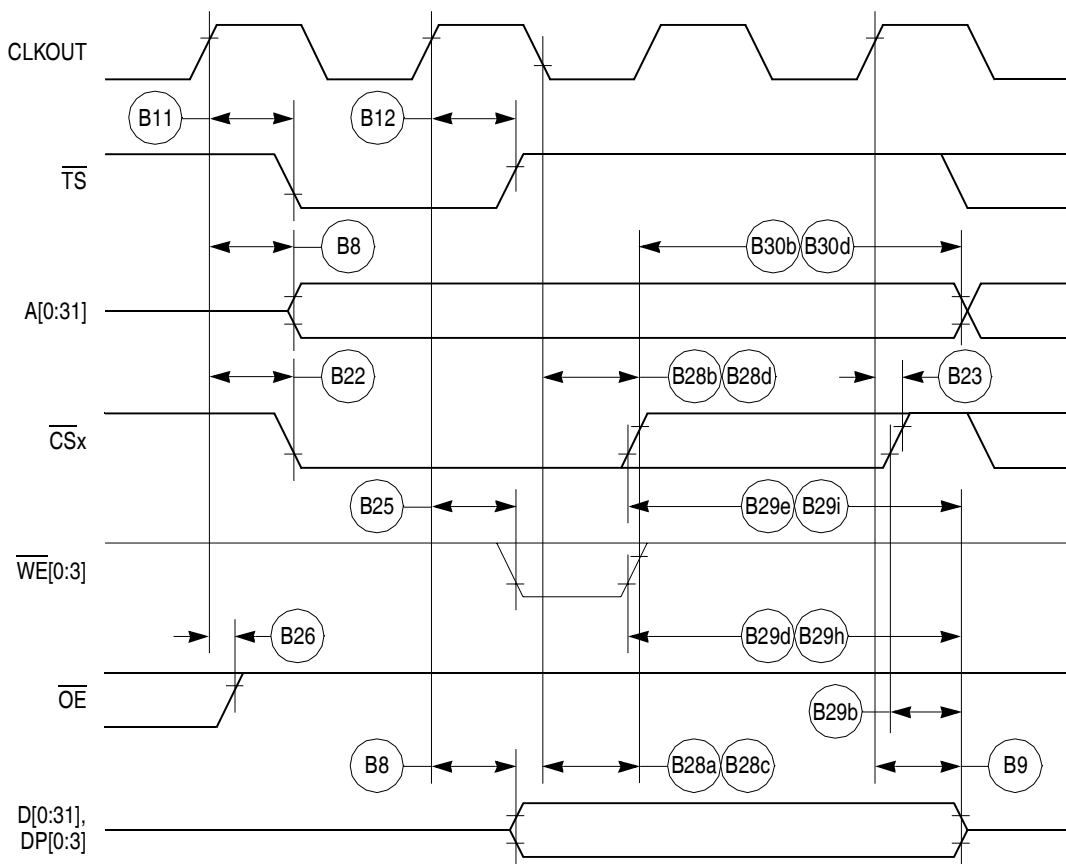 CLKOUT
B11
B12
TS
B8
B30b B30d
A[0:31]
B22
B28b B28d
B23
CSx
B25
B29e B29i
WE[0:3]
B26
B29d B29h
OE
B29b
B8
B28a B28c
B9
D[0:31],
DP[0:3]